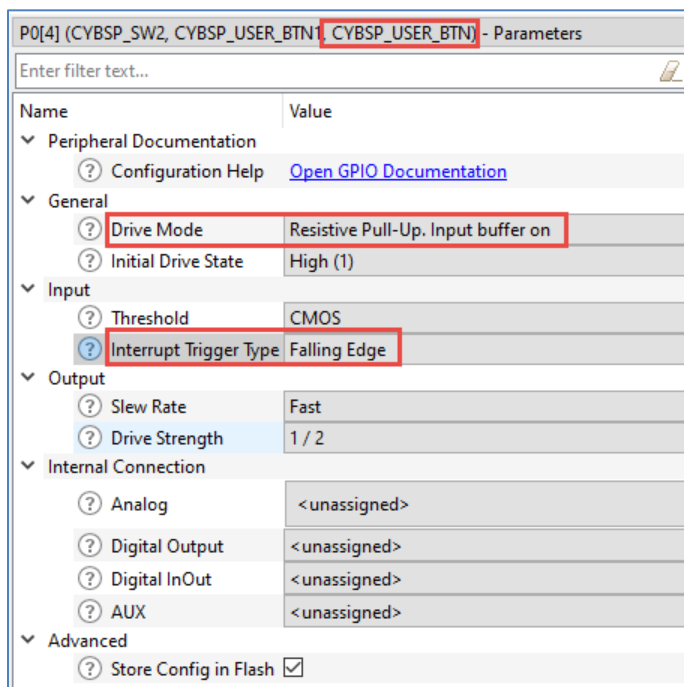 P0[4] (CYBSP_SW2, CYBSP_USER_BTN1, CYBSP_USER_BTN) - Parameters
Enter filter text...
Name Value
Peripheral Documentation
? Configuration Help Open GPIO Documentation
General
? Drive Mode Resistive Pull-Up. Input buffer on
? Initial Drive State High (1)
Input
? Threshold CMOS
? Interrupt Trigger Type Falling Edge
Output
? Slew Rate Fast
? Drive Strength 1 / 2
Internal Connection
? Analog <unassigned>
? Digital Output <unassigned>
? Digital InOut <unassigned>
? AUX <unassigned>
Advanced
? Store Config in Flash